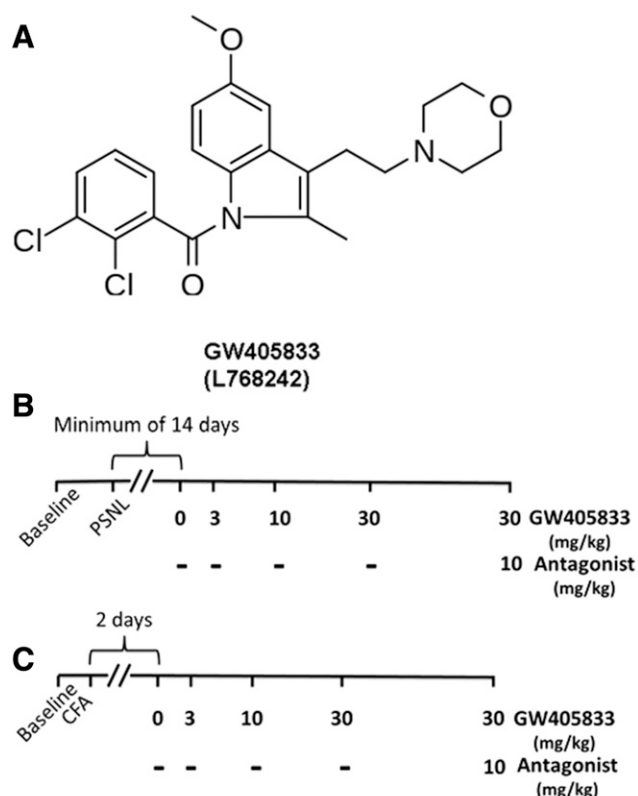 A
O
O
N
N
Cl
Cl
O
GW405833
(L768242)
B
Minimum of 14 days
Baseline
PSNL
0 3 10 30 30 GW405833
(mg/kg)
- - - - 10 Antagonist
(mg/kg)
C
2 days
Baseline
CFA
0 3 10 30 30 GW405833
(mg/kg)
- - - - 10 Antagonist
(mg/kg)